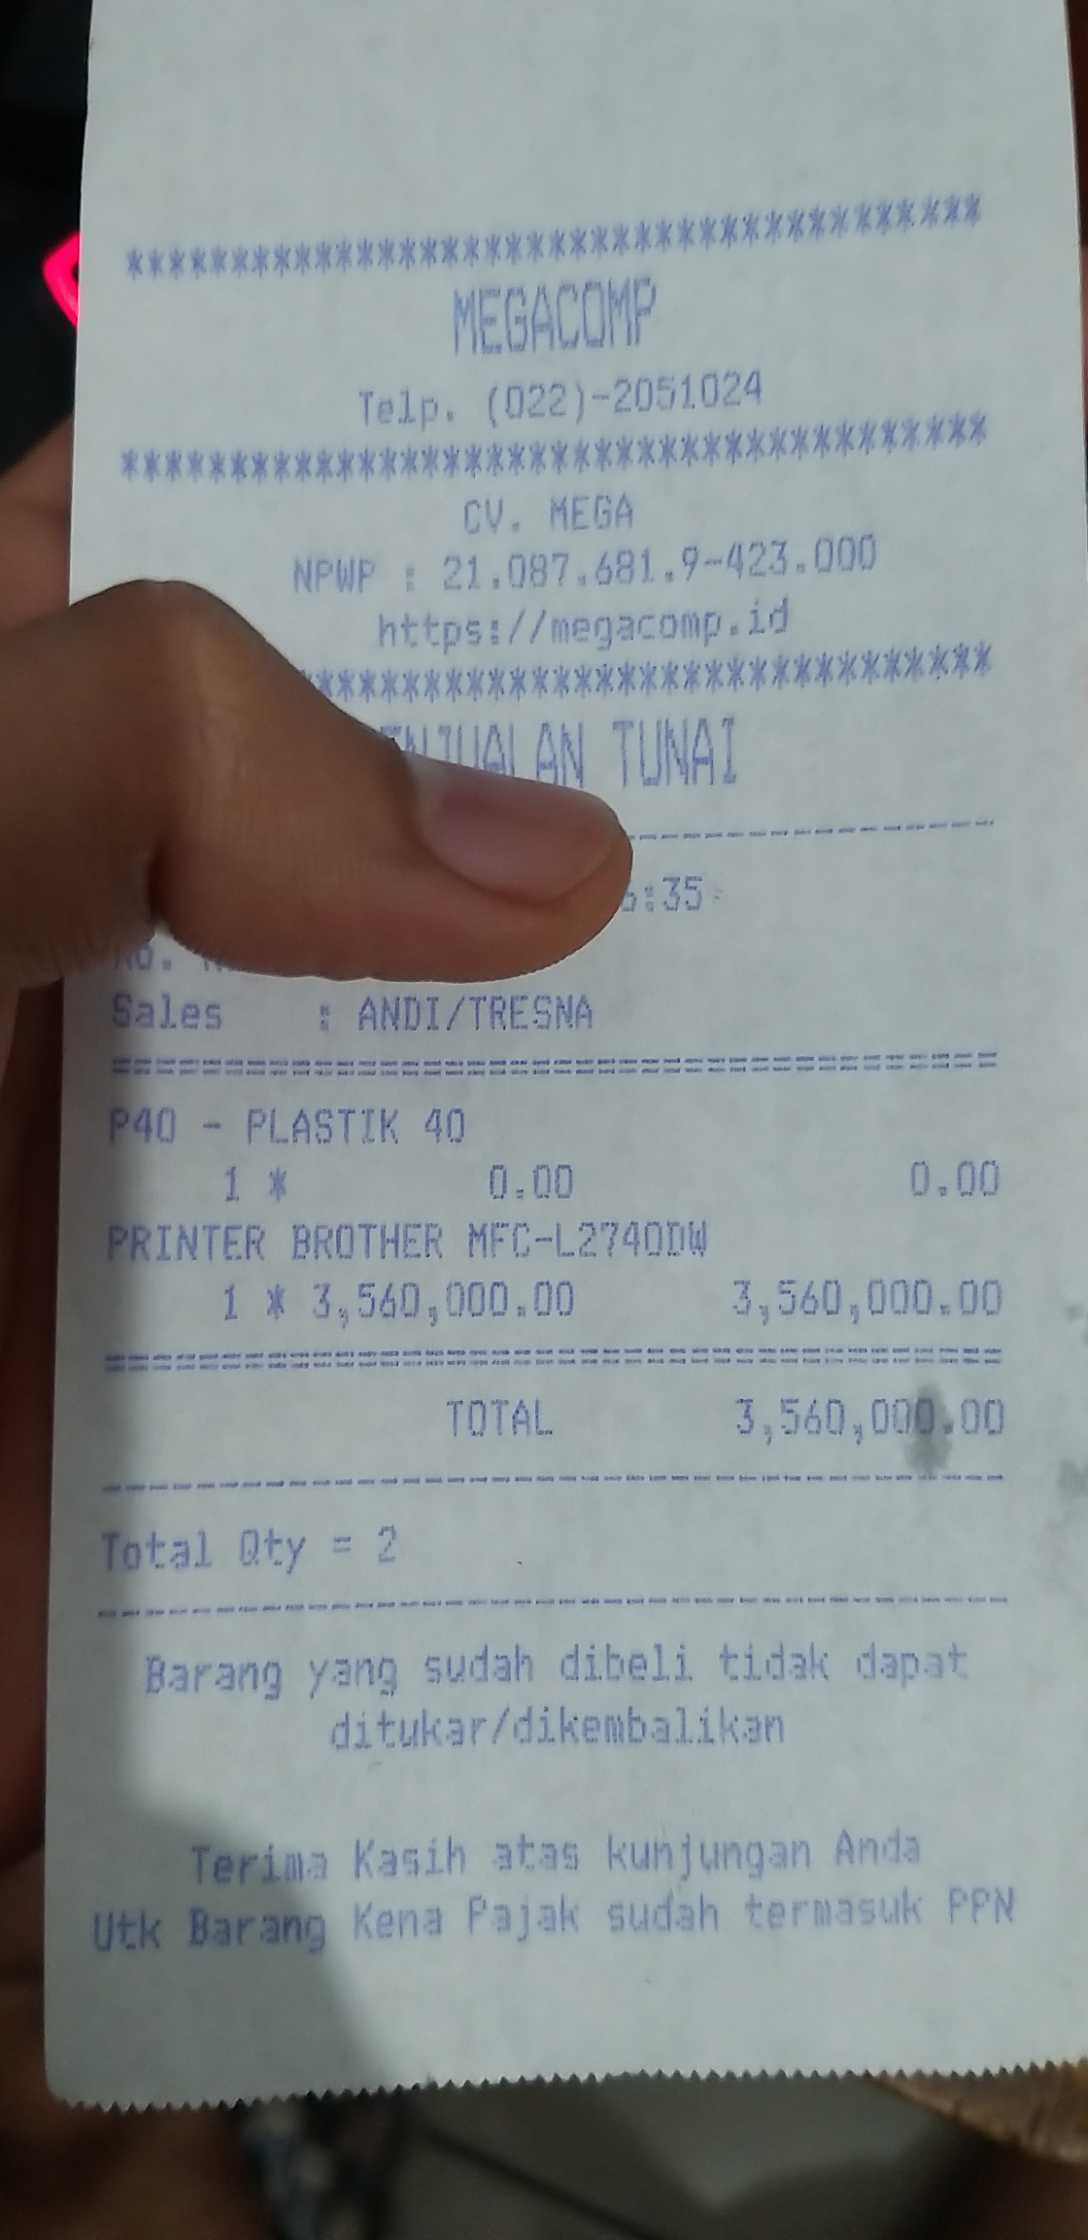 ****************************************
MEGACOMP
Telp. (022)-2051024
****************************************
CV. MEGA
NPWP : 21.087.681.9-423.000
https://megacomp.id
********************************
TUNAI
:35
Sales : ANDI/TRESNA
P40 - PLASTIK 40
1 * 0.00 0.00
PRINTER BROTHER MFC-L2740DW
1 * 3,560,000.00 3,560,000.00
TOTAL 3,560,000.00
Total Qty = 2
Barang yang sudah dibeli tidak dapat
ditukar/dikembalikan
Terima Kasih atas kunjungan Anda
Utk Barang Kena Pajak sudah termasuk PPN